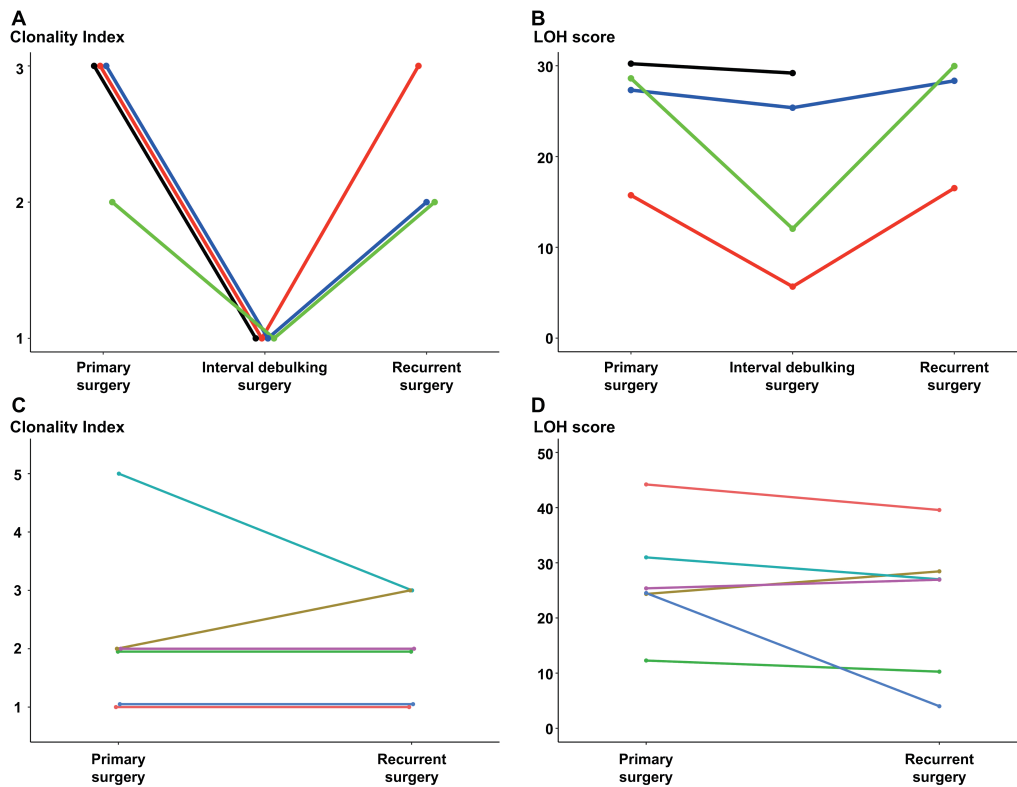 A
Clonality Index
3
2
1
Primary surgery
Interval debulking surgery
Recurrent surgery
B
LOH score
30
20
10
0
Primary surgery
Interval debulking surgery
Recurrent surgery
C
Clonality Index
5
4
3
2
1
Primary surgery
Recurrent surgery
D
LOH score
50
40
30
20
10
0
Primary surgery
Recurrent surgery